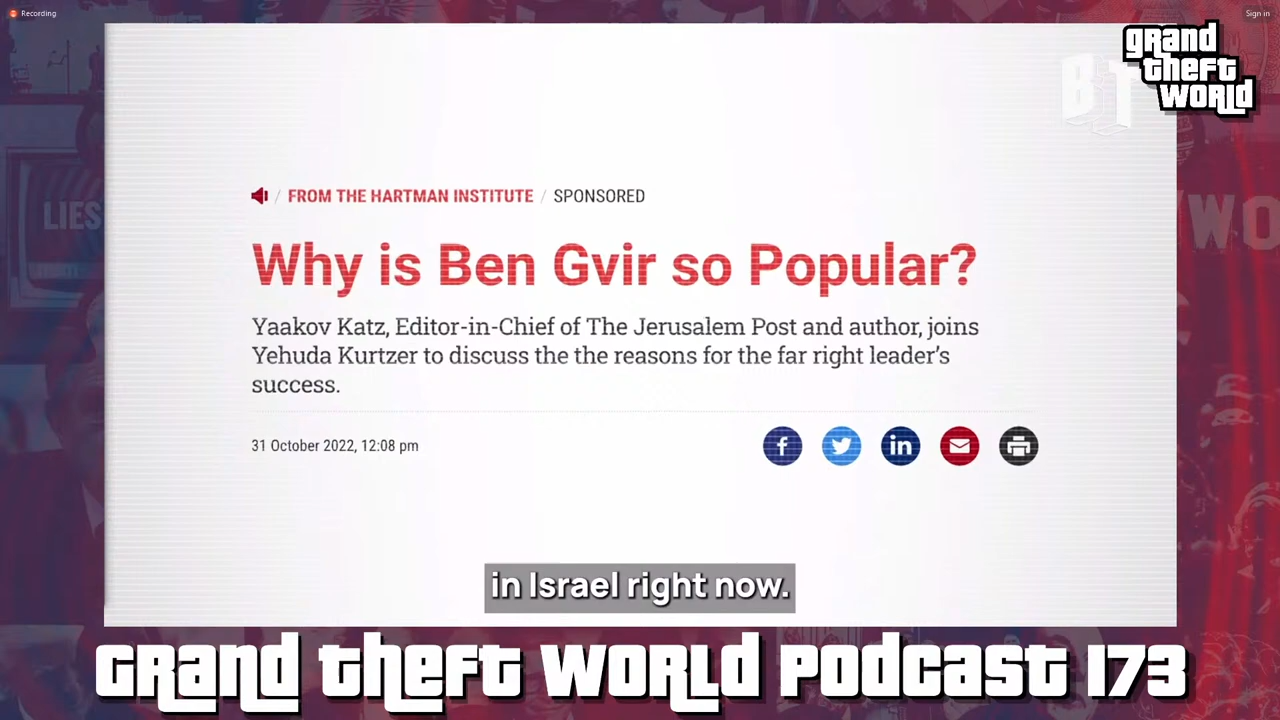 Recording
Sign in
grand
theft
WORLD
BT
LIES
WO
FROM THE HARTMAN INSTITUTE / SPONSORED
Why is Ben Gvir so Popular?
Yaakov Katz, Editor-in-Chief of The Jerusalem Post and author, joins
Yehuda Kurtzer to discuss the the reasons for the far right leader's
success.
31 October 2022, 12:08 pm
in Israel right now.
GRAND THEFT WORLD PODCAST 173